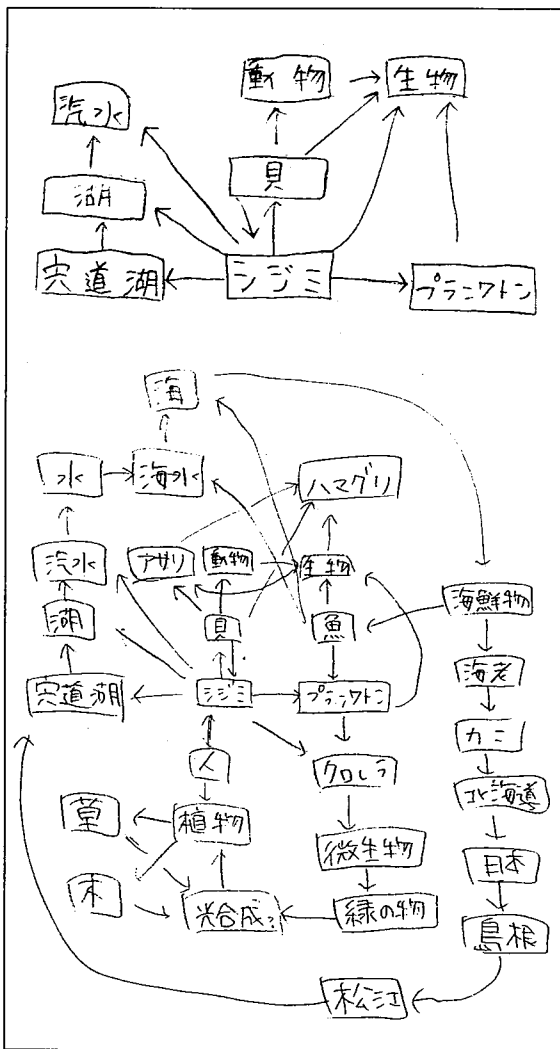 動物
生物
汽水
湖
貝
宍道湖
シジミ
プランクトン
海
水
海水
ハマグリ
汽水
アサリ
動物
生物
湖
貝
魚
海鮮物
宍道湖
シジミ
プランクトン
海老
人
クロレラ
カニ
草
植物
北海道
微生物
木
光合成?
緑の物
日本
島根
松江